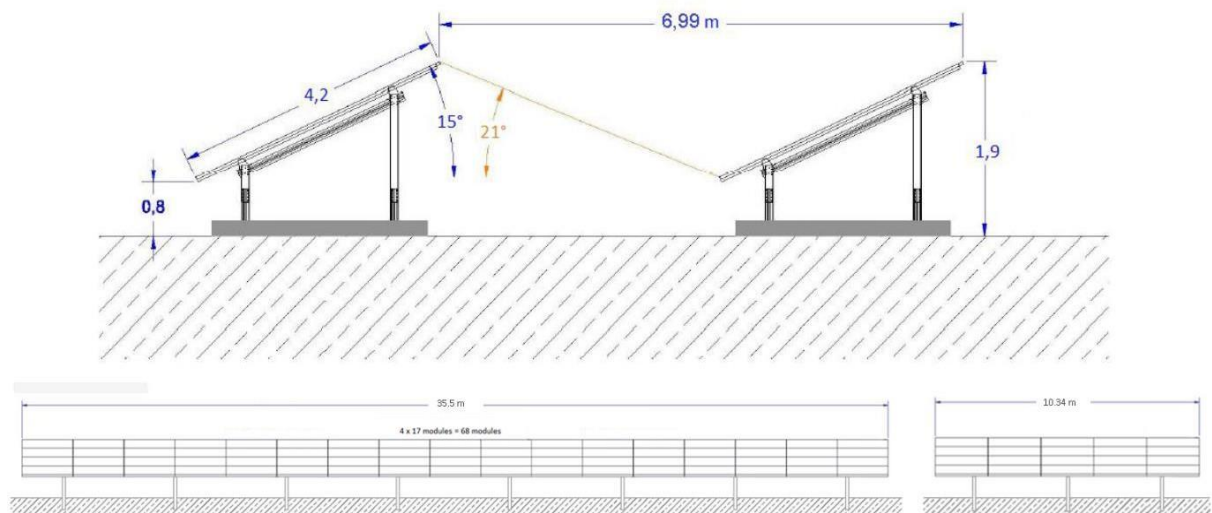 6,99 m
4,2
15°
21°
1,9
0,8
35,5 m
10.34 m
4 x 17 modules = 68 modules